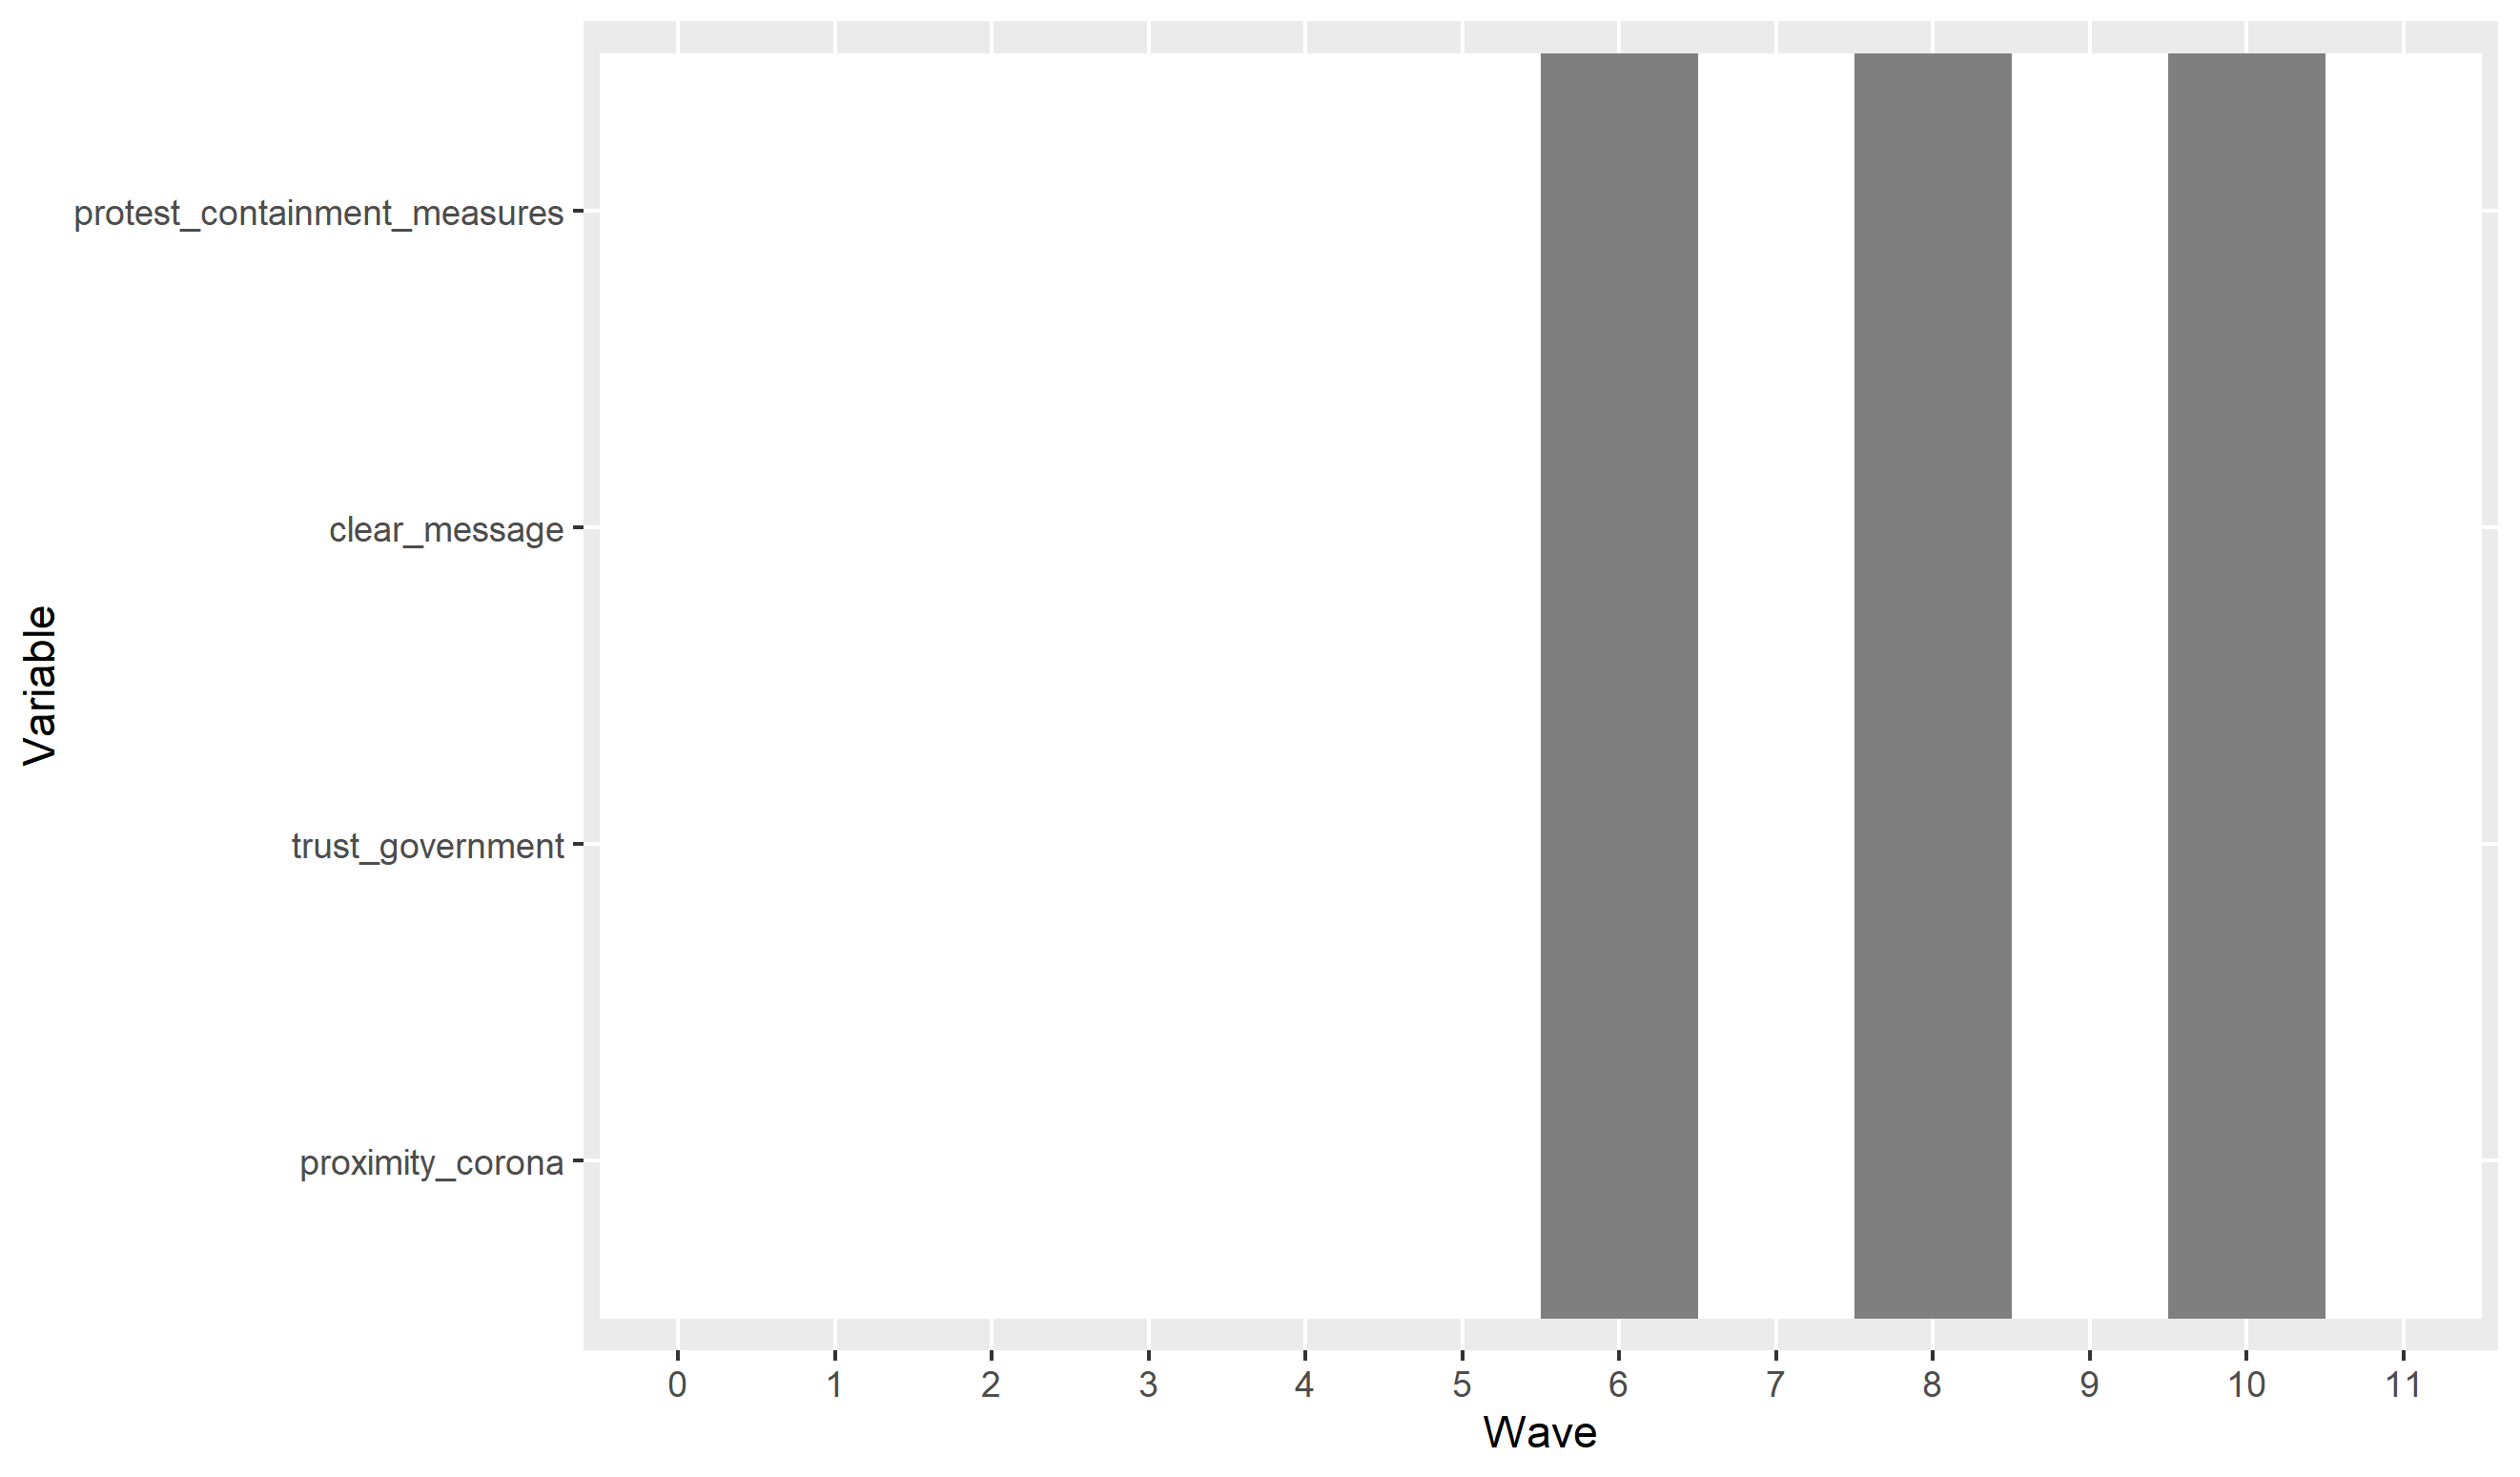 protest_containment_measures
clear_message
trust_government
proximity_corona
Variable
0 1 2 3 4 5 6 7 8 9 10 11
Wave